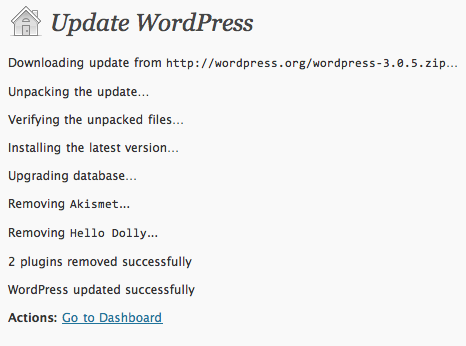 Update WordPress
Downloading update from http://wordpress.org/wordpress-3.0.5.zip…
Unpacking the update…
Verifying the unpacked files…
Installing the latest version…
Upgrading database…
Removing Akismet...
Removing Hello Dolly...
2 plugins removed successfully
WordPress updated successfully
Actions: Go to Dashboard